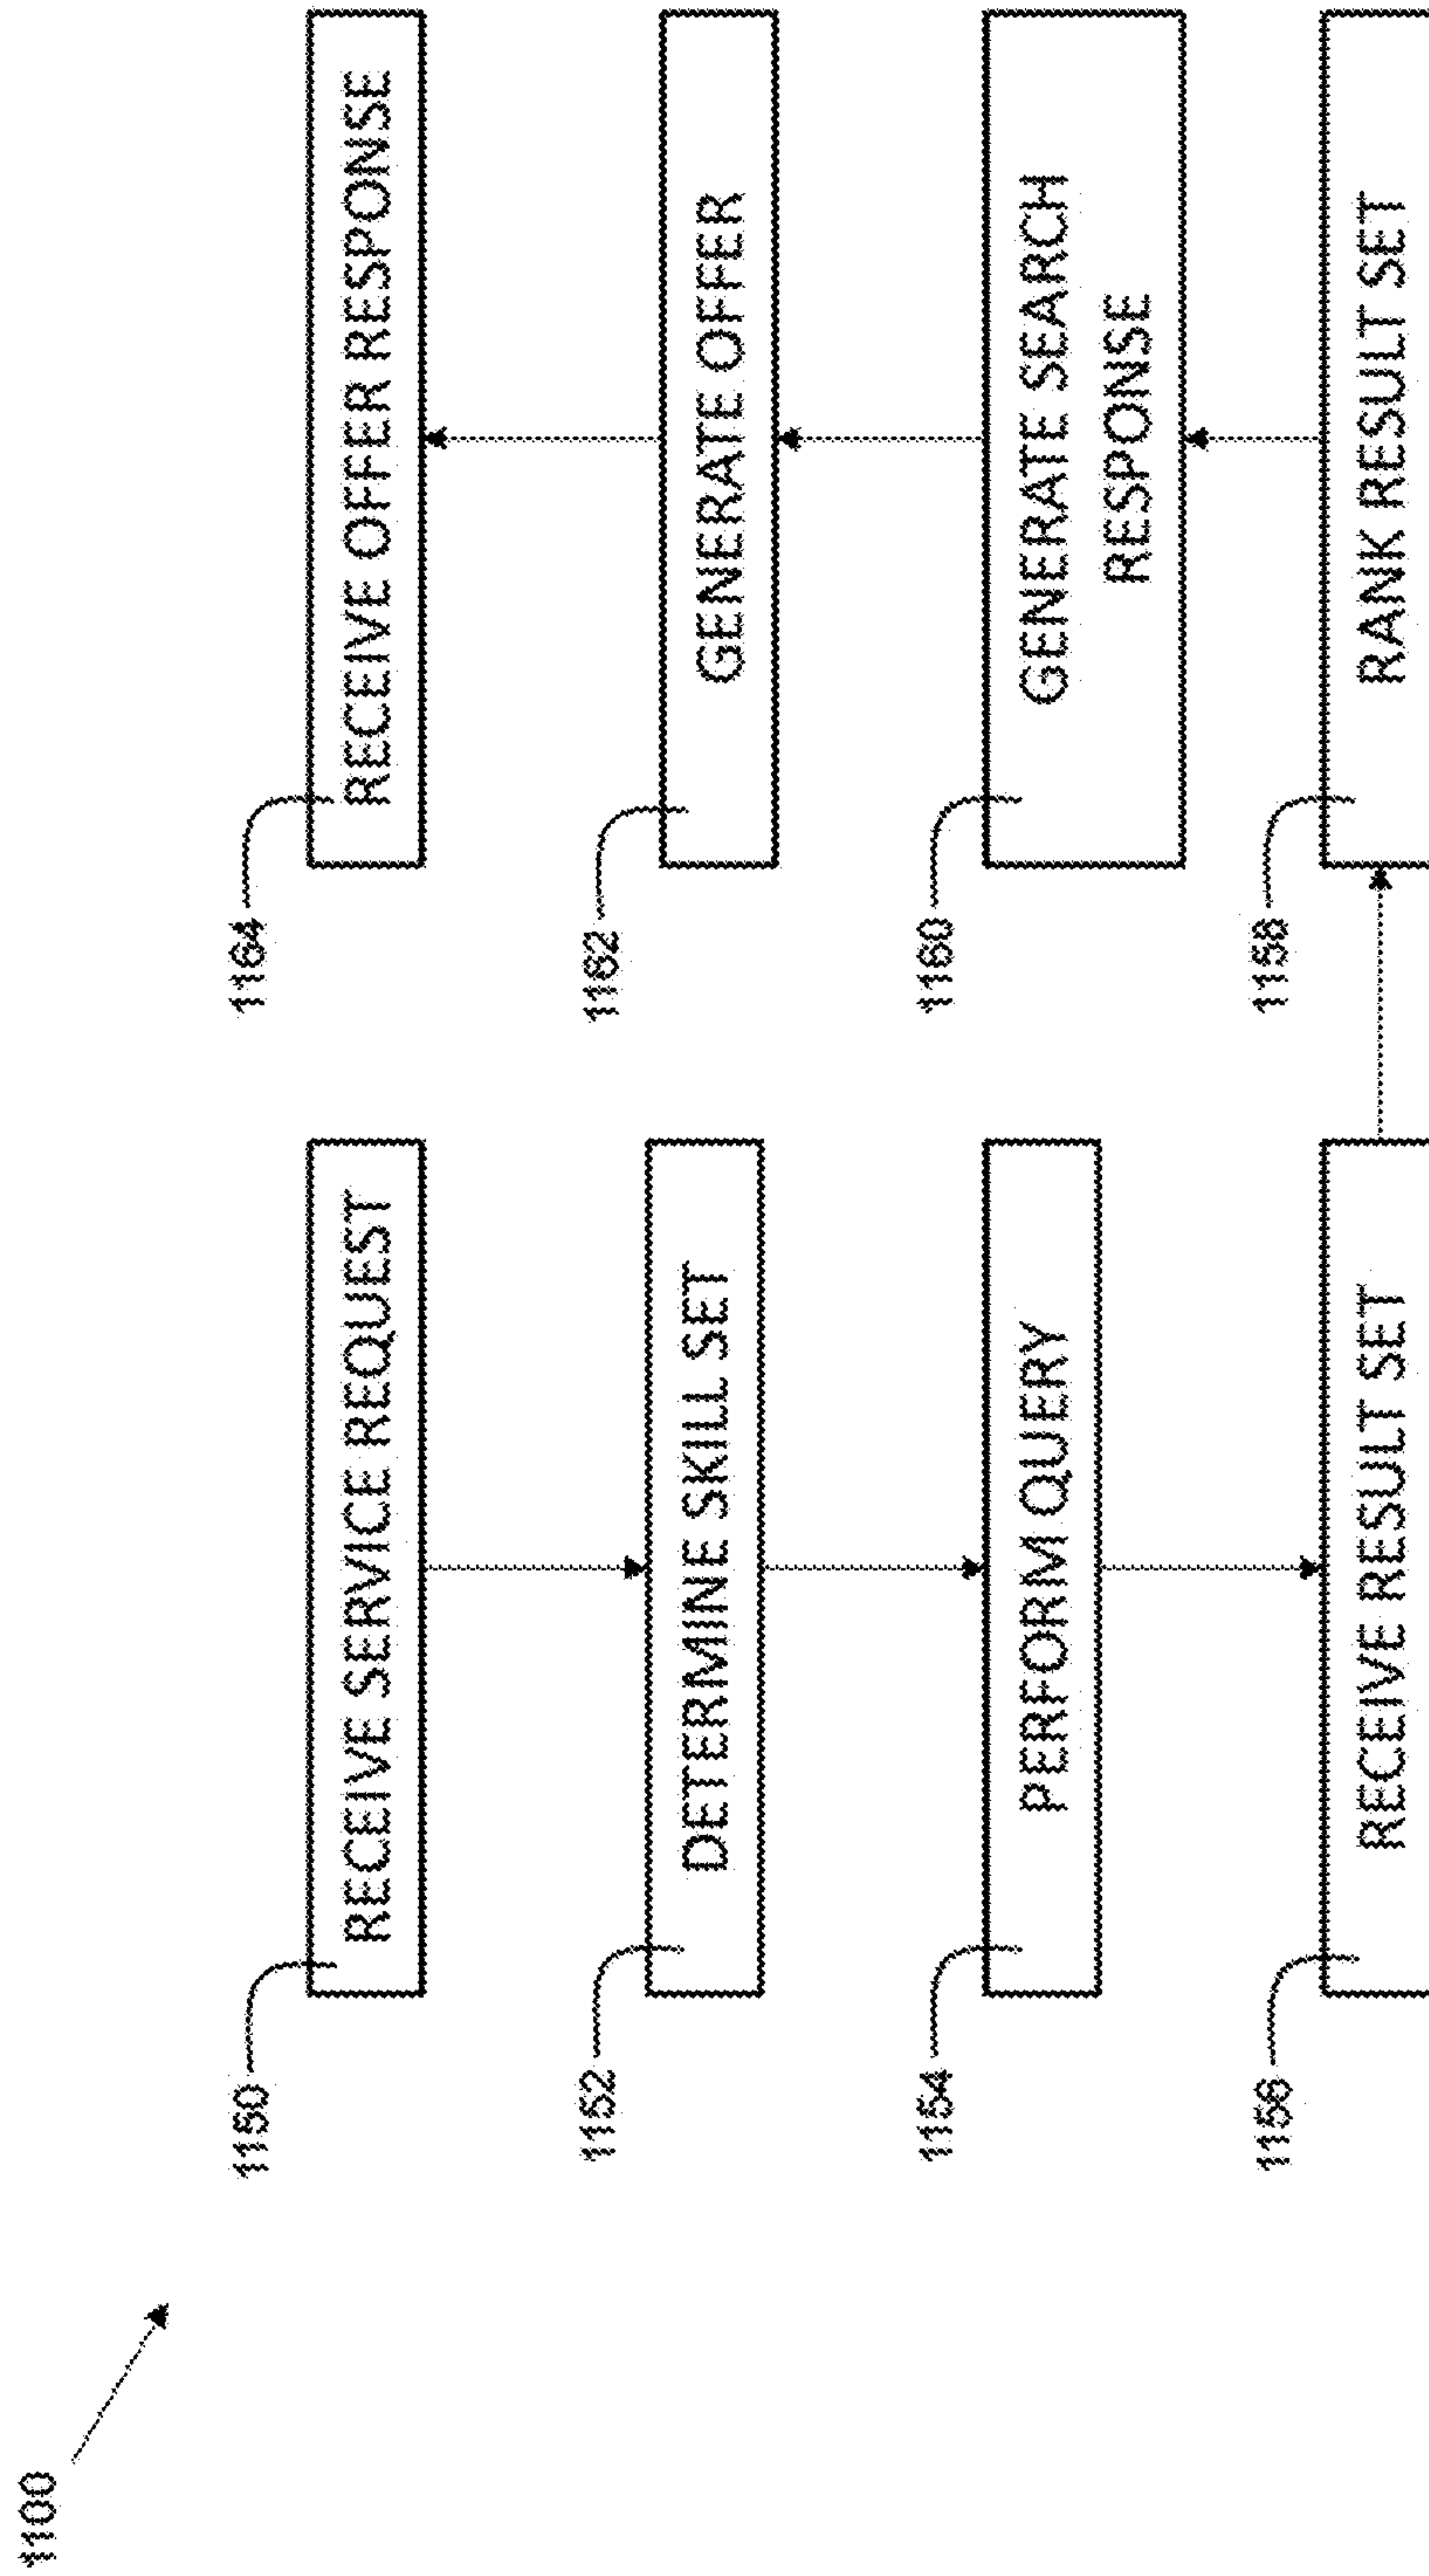 1100
1150
RECEIVE SERVICE REQUEST
1152
DETERMINE SKILL SET
1154
PERFORM QUERY
1156
RECEIVE RESULT SET
1158
RANK RESULT SET
1160
GENERATE SEARCH
RESPONSE
1162
GENERATE OFFER
1164
RECEIVE OFFER RESPONSE